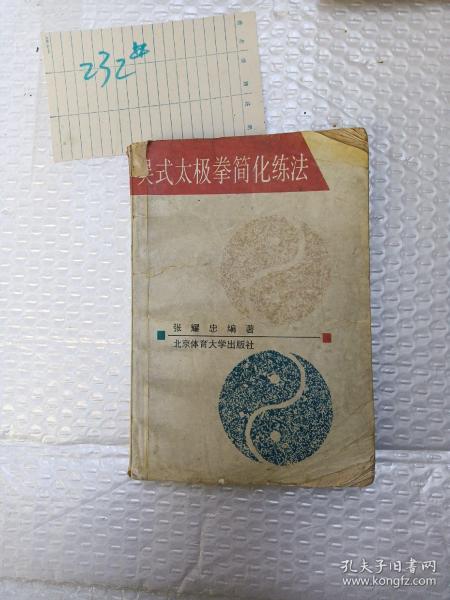 232#
吴式太极拳简化练法
张耀忠编著
北京体育大学出版社
孔夫子旧书网
www.kongfz.com